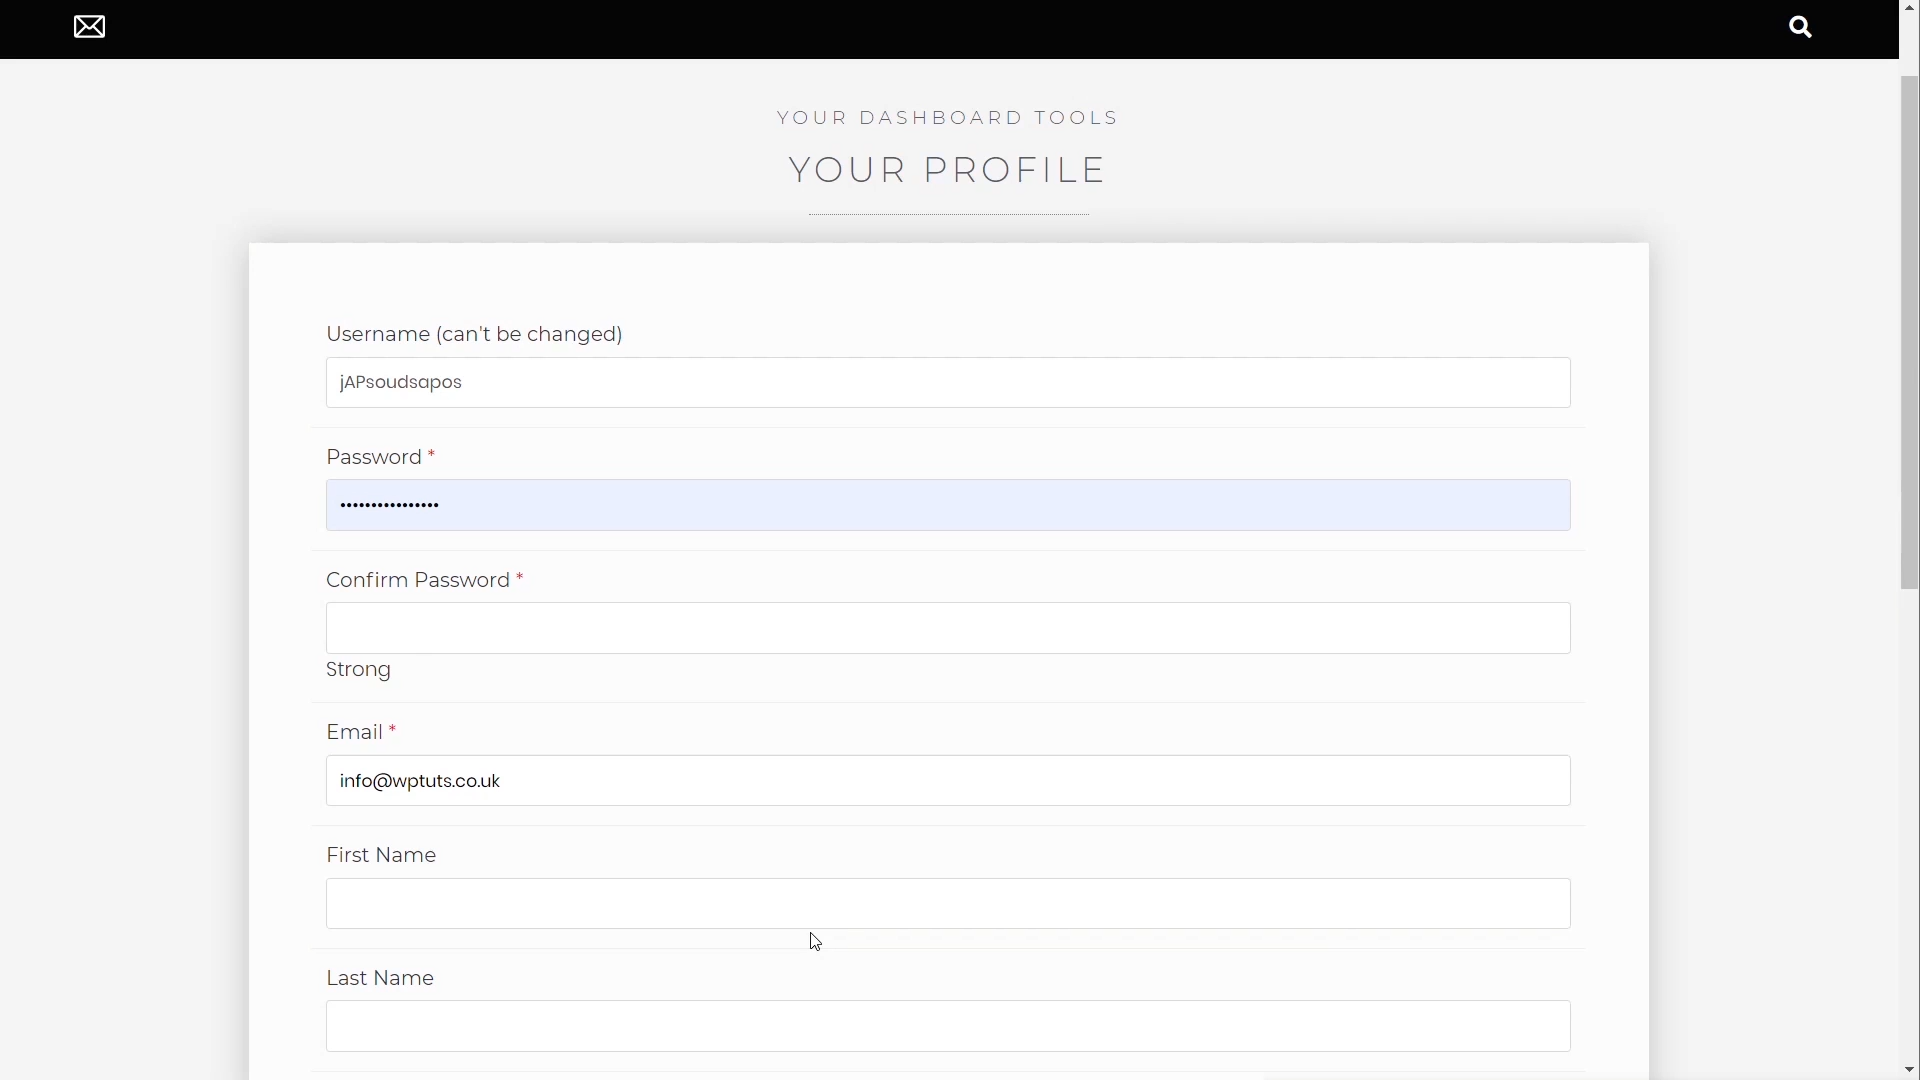 YOUR DASHBOARD TOOLS
YOUR PROFILE
Username (can't be changed)
jAPsoudsapos
Password *
••••••••••••••••
Confirm Password *
Strong
Email *
info@wptuts.co.uk
First Name
Last Name